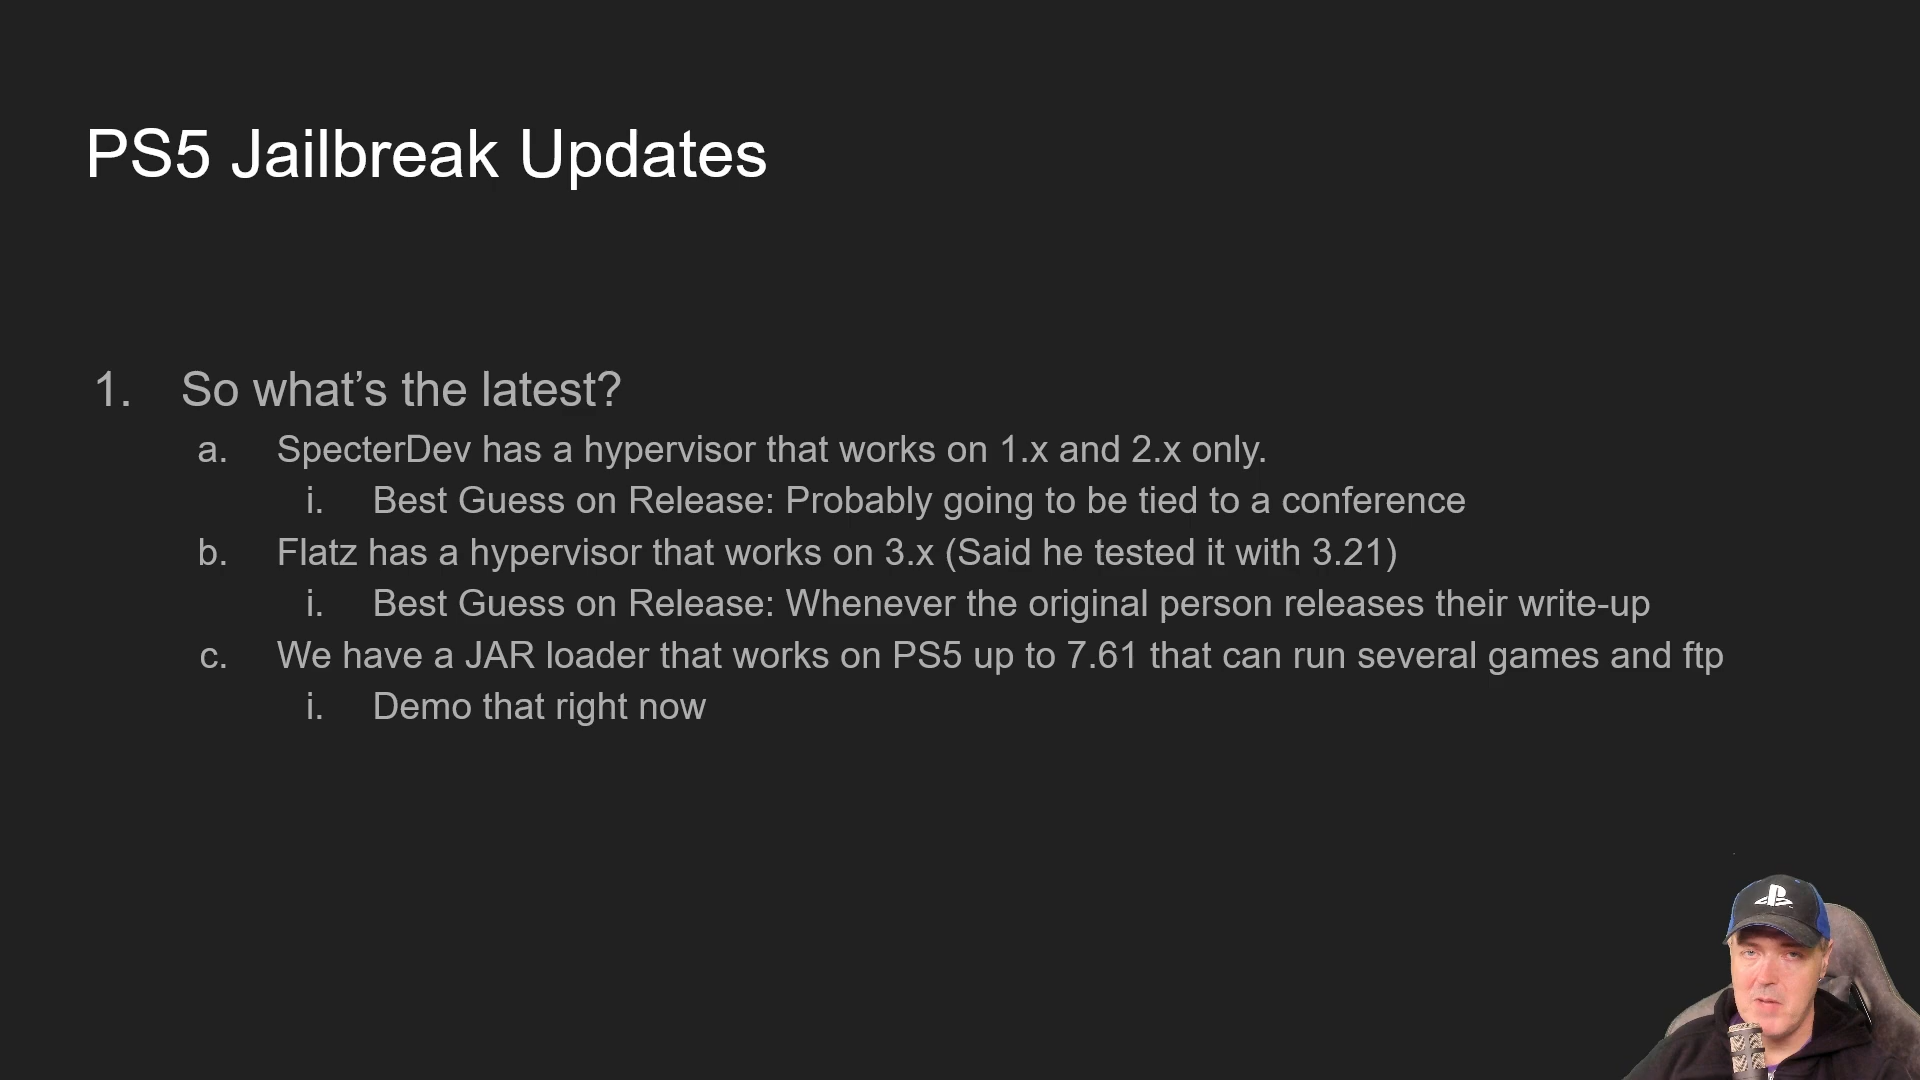 PS5 Jailbreak Updates
1. So what's the latest?
a. SpecterDev has a hypervisor that works on 1.x and 2.x only.
i. Best Guess on Release: Probably going to be tied to a conference
b. Flatz has a hypervisor that works on 3.x (Said he tested it with 3.21)
i. Best Guess on Release: Whenever the original person releases their write-up
c. We have a JAR loader that works on PS5 up to 7.61 that can run several games and ftp
i. Demo that right now